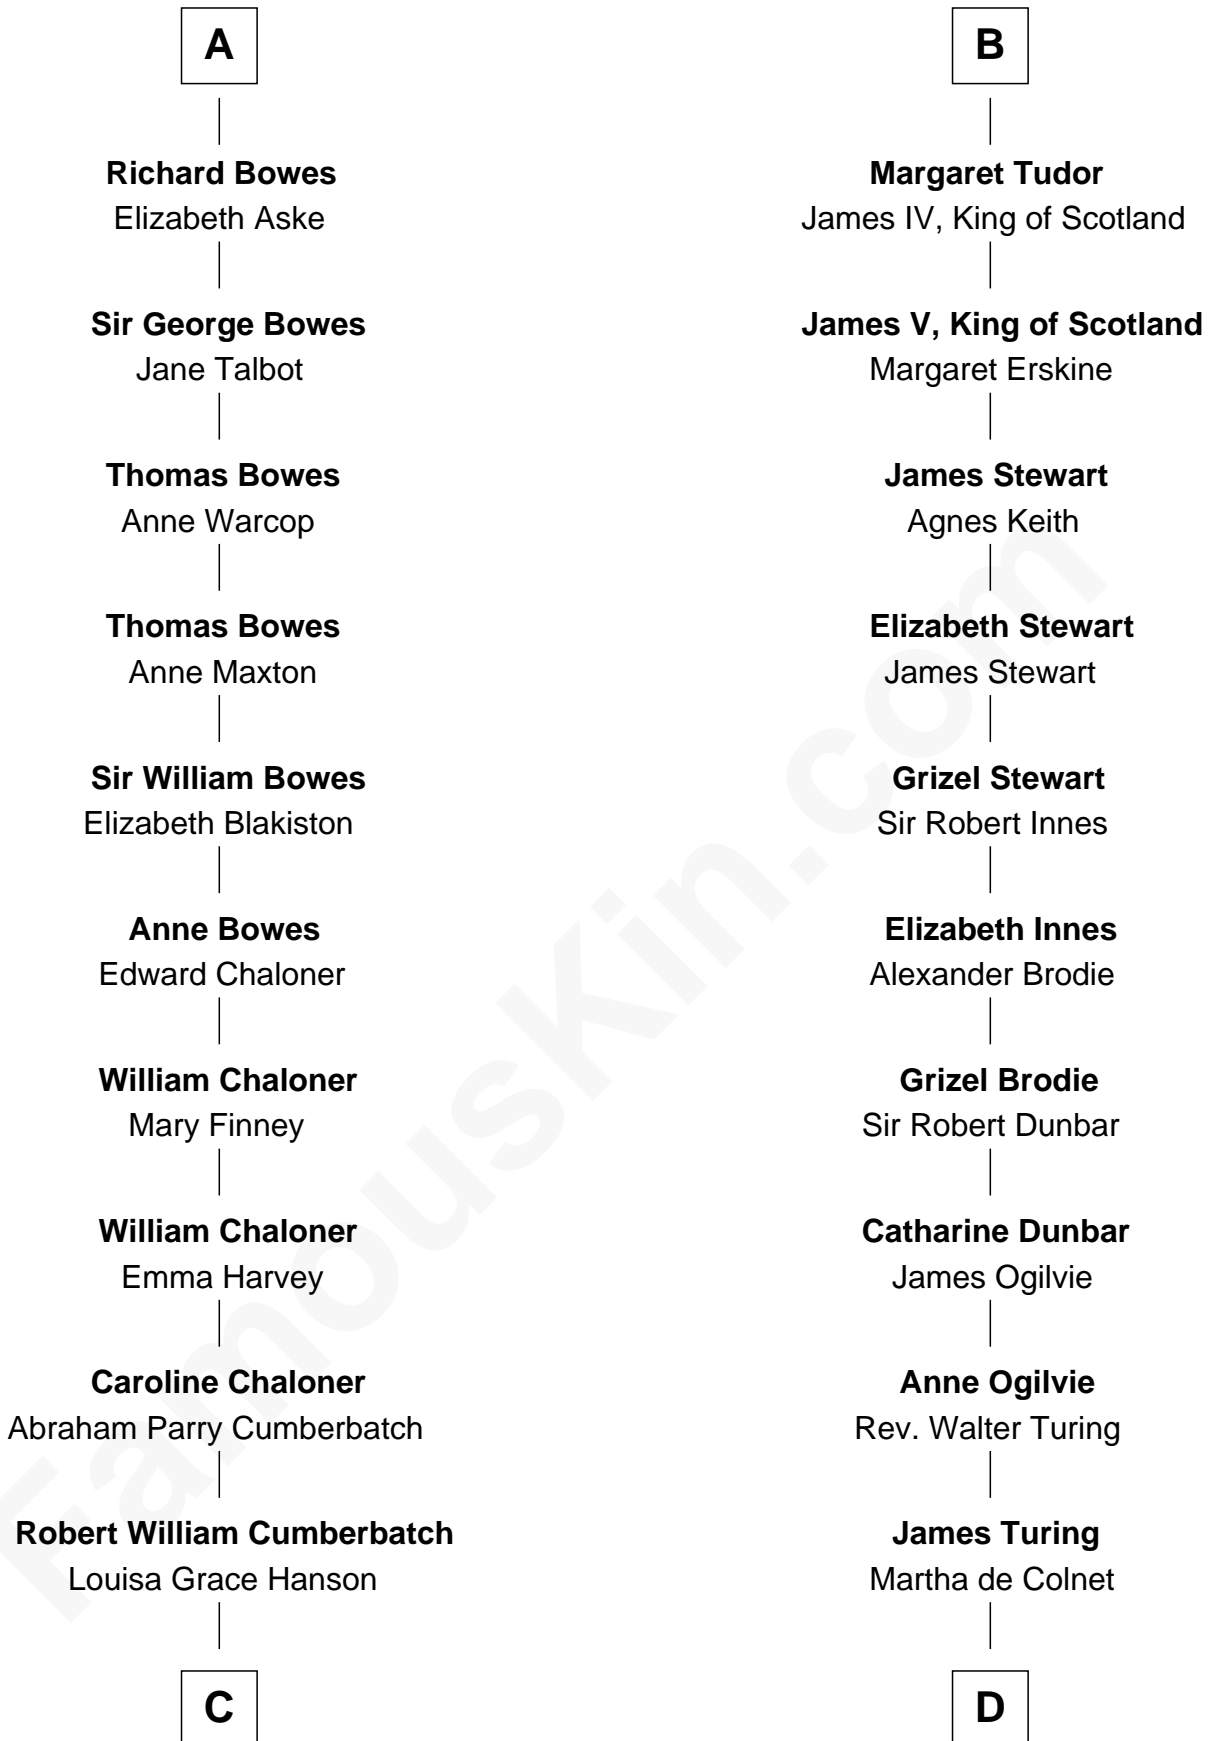 A
Richard Bowes
Elizabeth Aske
Sir George Bowes
Jane Talbot
Thomas Bowes
Anne Warcop
Thomas Bowes
Anne Maxton
Sir William Bowes
Elizabeth Blakiston
Anne Bowes
Edward Chaloner
William Chaloner
Mary Finney
William Chaloner
Emma Harvey
Caroline Chaloner
Abraham Parry Cumberbatch
Robert William Cumberbatch
Louisa Grace Hanson
C
B
Margaret Tudor
James IV, King of Scotland
James V, King of Scotland
Margaret Erskine
James Stewart
Agnes Keith
Elizabeth Stewart
James Stewart
Grizel Stewart
Sir Robert Innes
Elizabeth Innes
Alexander Brodie
Grizel Brodie
Sir Robert Dunbar
Catharine Dunbar
James Ogilvie
Anne Ogilvie
Rev. Walter Turing
James Turing
Martha de Colnet
D
FamousKin.com